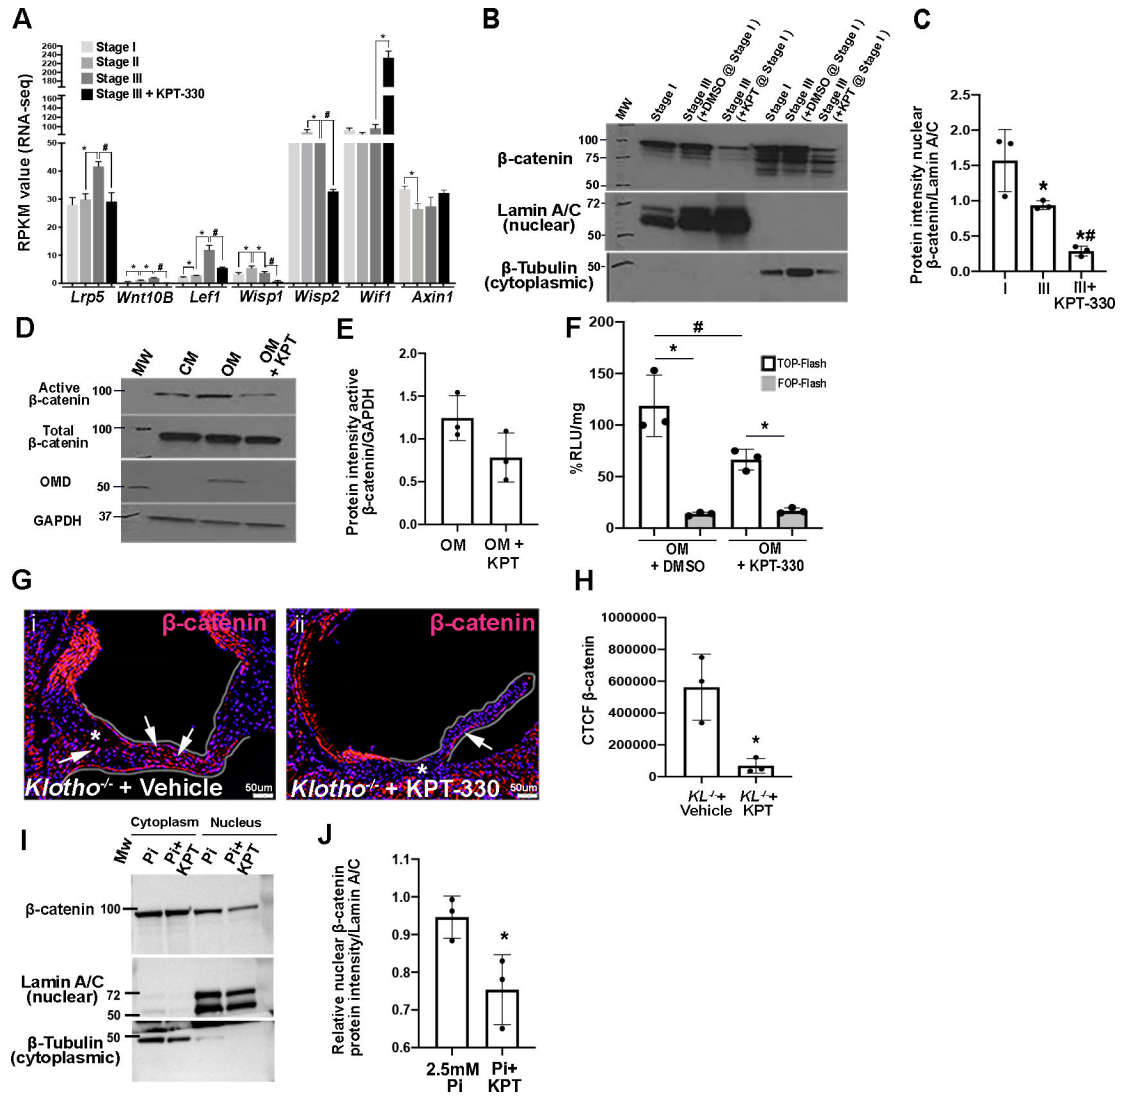 A
RPKM value (RNA-seq)
260
240
220
200
180
160
140
120
100
50
40
30
20
10
0
Stage I
Stage II
Stage III
Stage III + KPT-330
* # * * * # * * # * * # * # * *
Lrp5 Wnt10B Lef1 Wisp1 Wisp2 Wif1 Axin1
B
MW
Stage I
Stage III
(+DMSO @ Stage I )
Stage III
(+KPT @ Stage I )
Stage I
Stage III
(+DMSO @ Stage I )
Stage III
(+KPT @ Stage I )
β-catenin
100
75
50
Lamin A/C
(nuclear)
72
50
β-Tubulin
(cytoplasmic)
50
C
Protein intensity nuclear
β-catenin/Lamin A/C
2.5
2.0
1.5
1.0
0.5
0.0
*
*#
I III III+
KPT-330
D
MW
CM
OM
OM
+ KPT
Active
β-catenin
100
Total
β-catenin
100
OMD
50
GAPDH
37
E
Protein intensity active
β-catenin/GAPDH
2.0
1.5
1.0
0.5
0.0
OM OM +
KPT
F
%RLU/mg
200
150
100
50
0
#
*
*
TOP-Flash
FOP-Flash
OM
+ DMSO
OM
+ KPT-330
G
i
β-catenin
*
Klotho-/- + Vehicle
50um
ii
β-catenin
*
Klotho-/- + KPT-330
50um
H
CTCF β-catenin
1000000
800000
600000
400000
200000
0
*
KL-/-+
Vehicle
KL-/-+
KPT
I
Cytoplasm Nucleus
Mw
Pi
Pi+
KPT
Pi
Pi+
KPT
β-catenin 100
Lamin A/C
(nuclear)
72
50
β-Tubulin
(cytoplasmic)
50
J
Relative nuclear β-catenin
protein intensity/Lamin A/C
1.1
1.0
0.9
0.8
0.7
0.6
*
2.5mM
Pi
Pi+
KPT